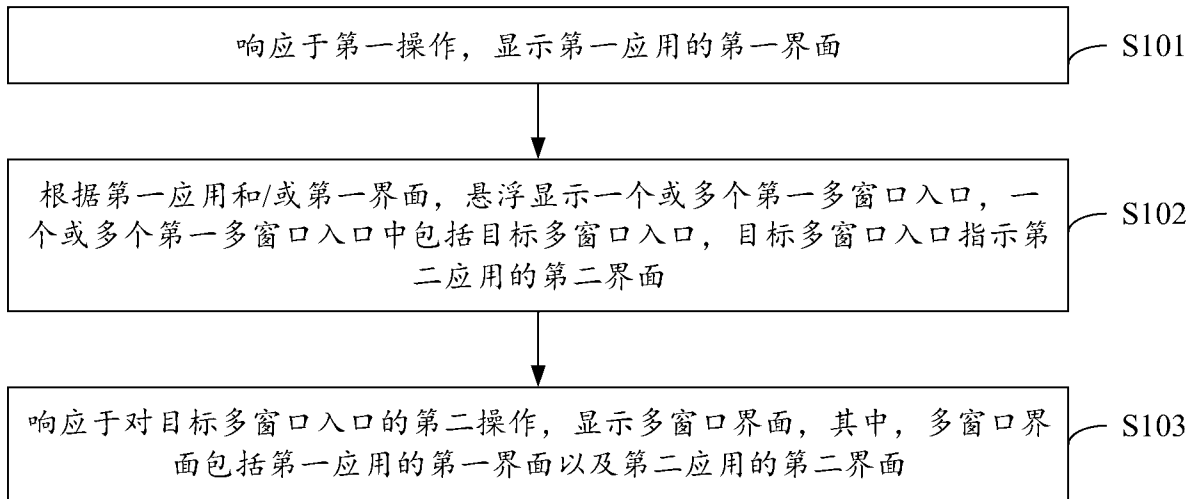 响应于第一操作，显示第一应用的第一界面
S101
根据第一应用和/或第一界面，悬浮显示一个或多个第一多窗口入口，一
个或多个第一多窗口入口中包括目标多窗口入口，目标多窗口入口指示第
二应用的第二界面
S102
响应于对目标多窗口入口的第二操作，显示多窗口界面，其中，多窗口界
面包括第一应用的第一界面以及第二应用的第二界面
S103